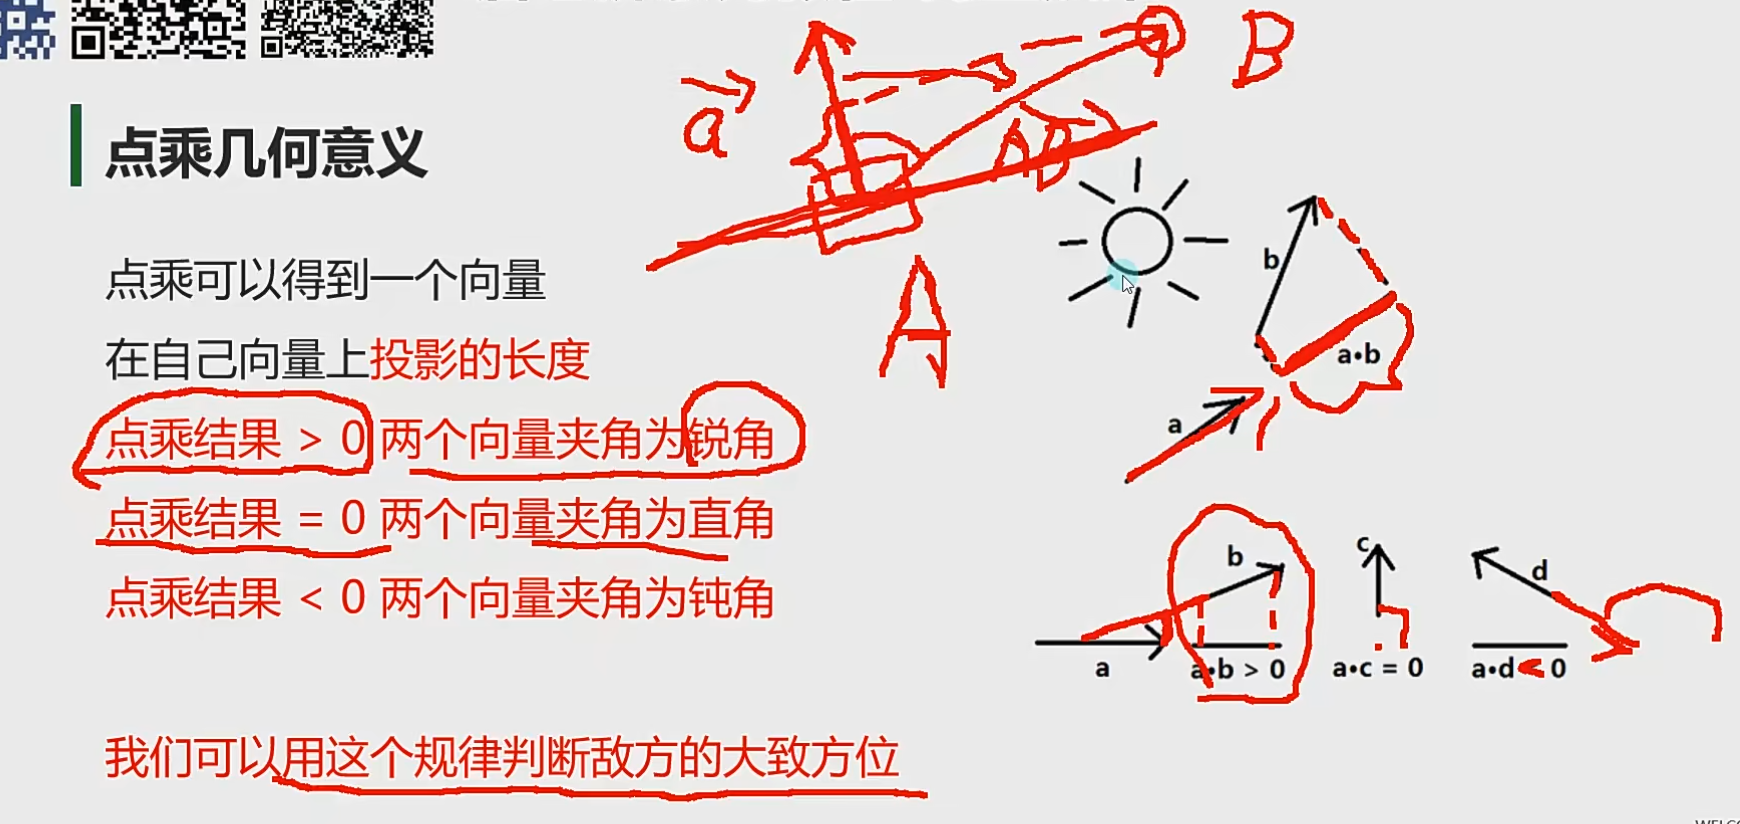 a B
AB
点乘几何意义
A
点乘可以得到一个向量
在自己向量上投影的长度
点乘结果 > 0 两个向量夹角为锐角
点乘结果 = 0 两个向量夹角为直角
点乘结果 < 0 两个向量夹角为钝角
我们可以用这个规律判断敌方的大致方位
b
a•b
a
b c d
a a•b > 0 a•c = 0 a•d < 0